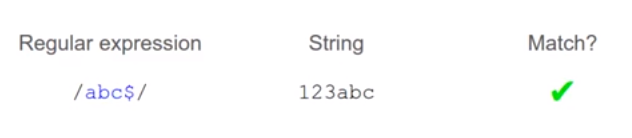 Regular expression String Match?
/abc$/ 123abc ✔